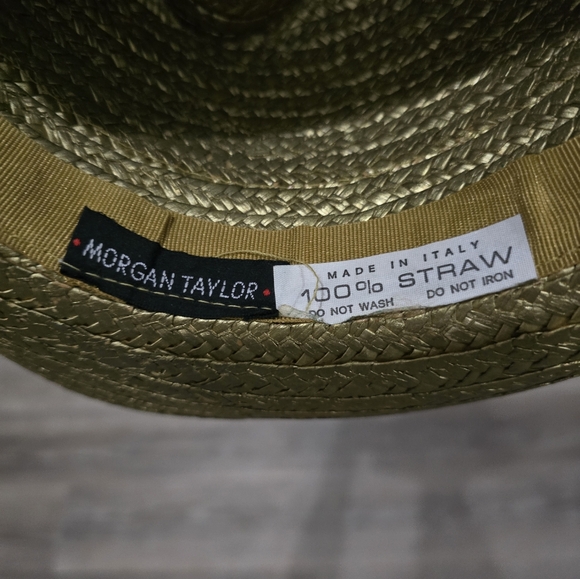 MORGAN TAYLOR
MADE IN ITALY
100% STRAW
DO NOT WASH DO NOT IRON